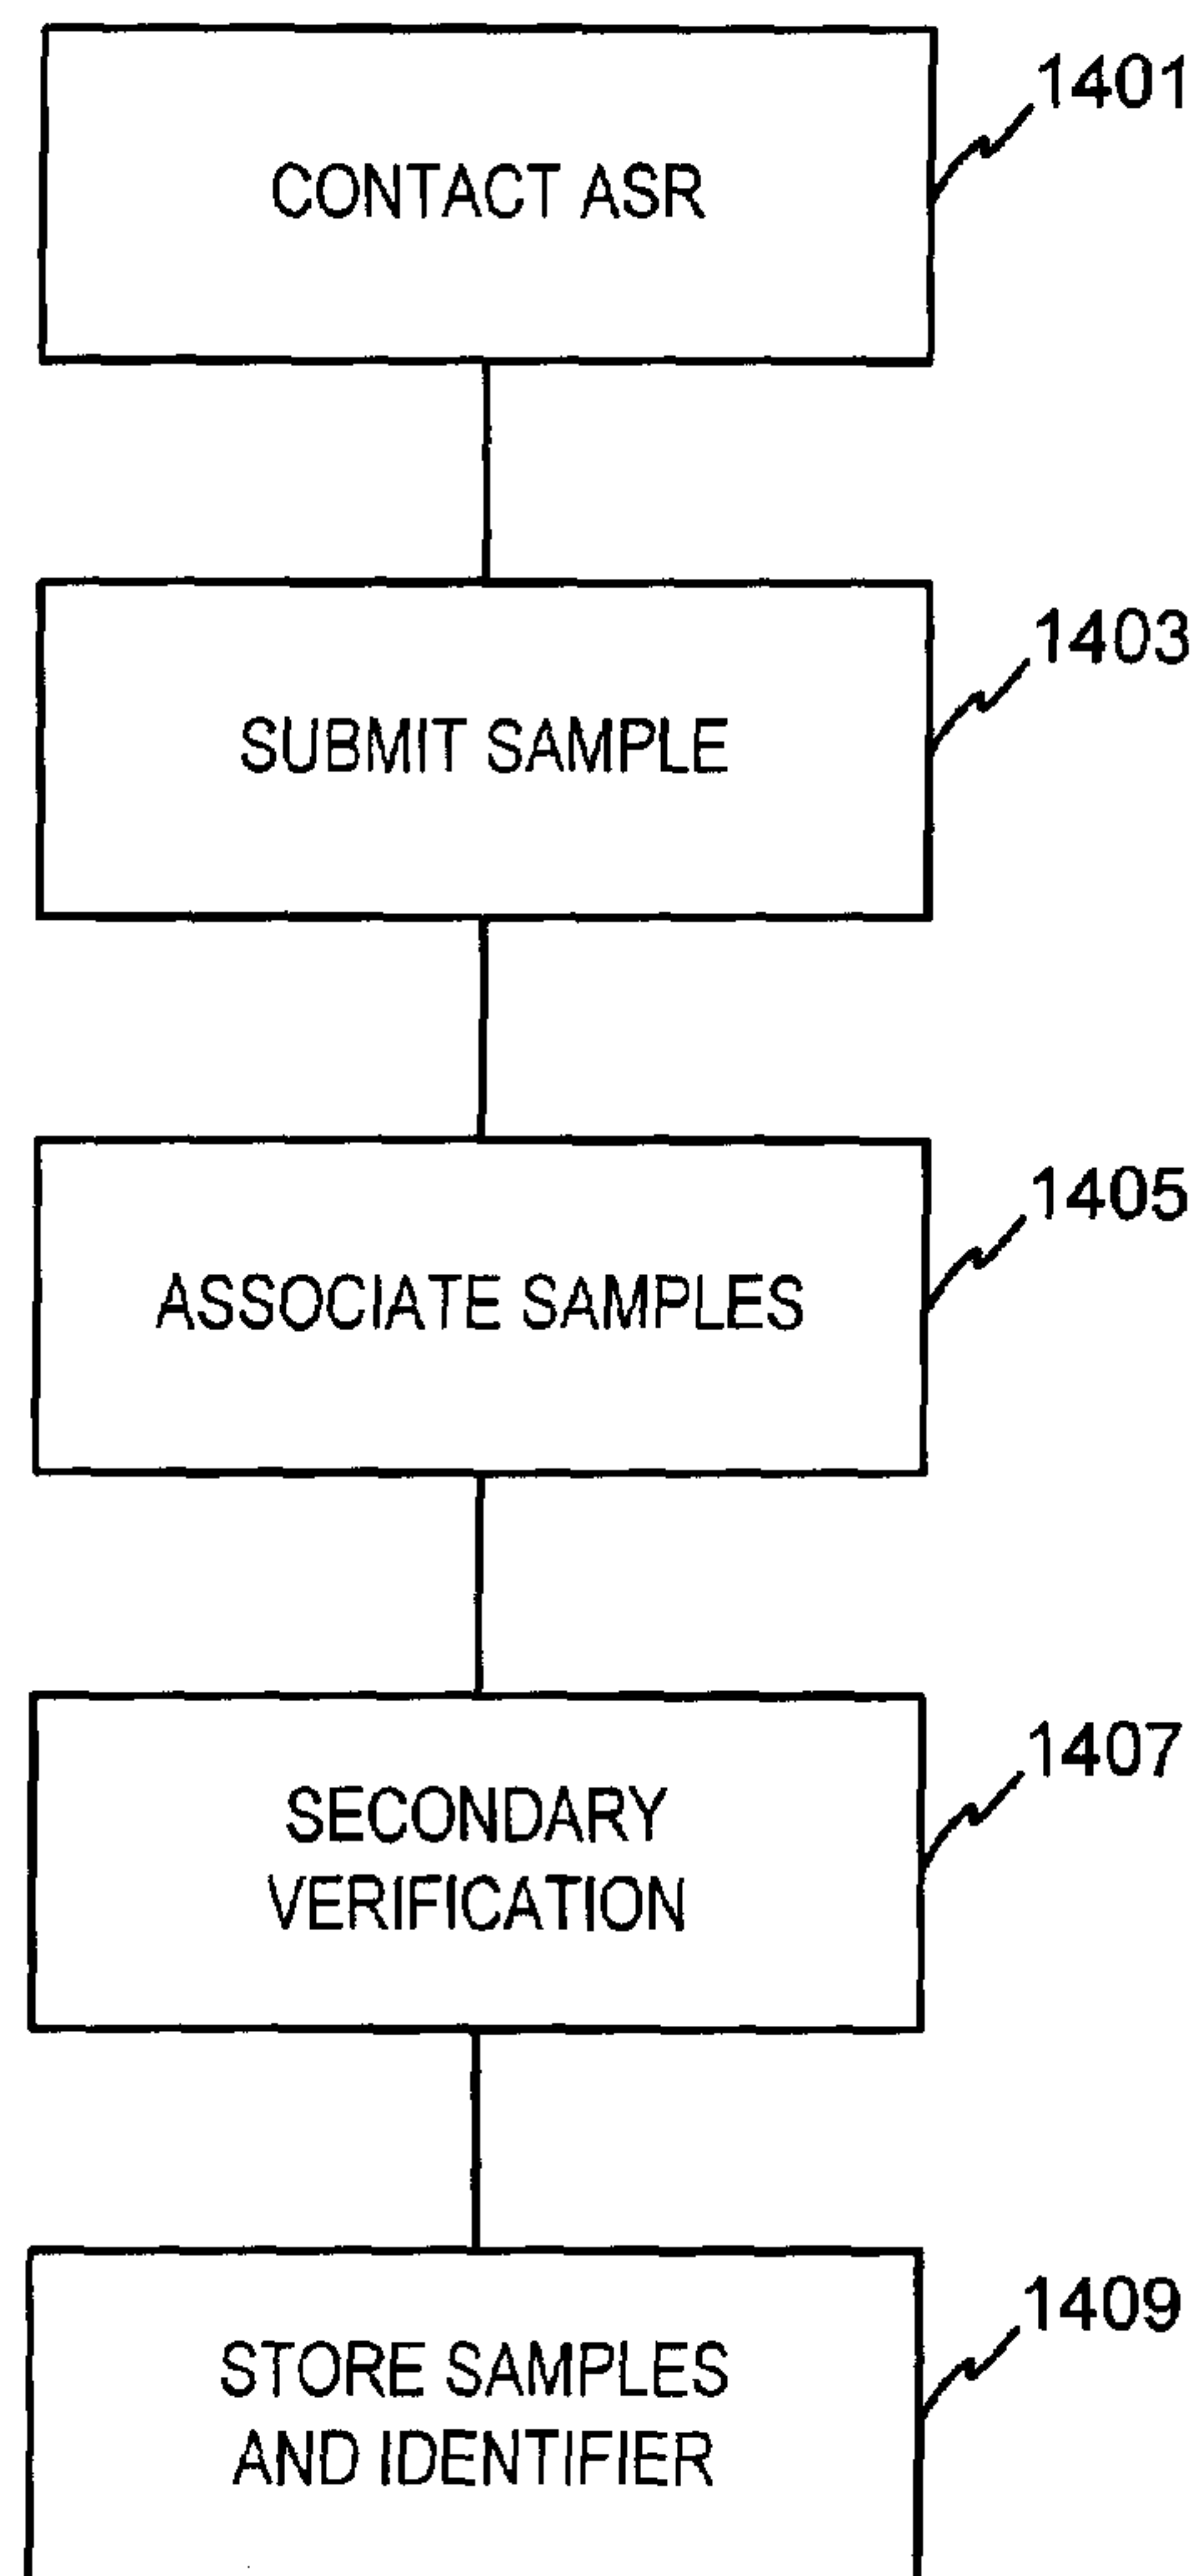 1401
CONTACT ASR
1403
SUBMIT SAMPLE
1405
ASSOCIATE SAMPLES
1407
SECONDARY
VERIFICATION
1409
STORE SAMPLES
AND IDENTIFIER